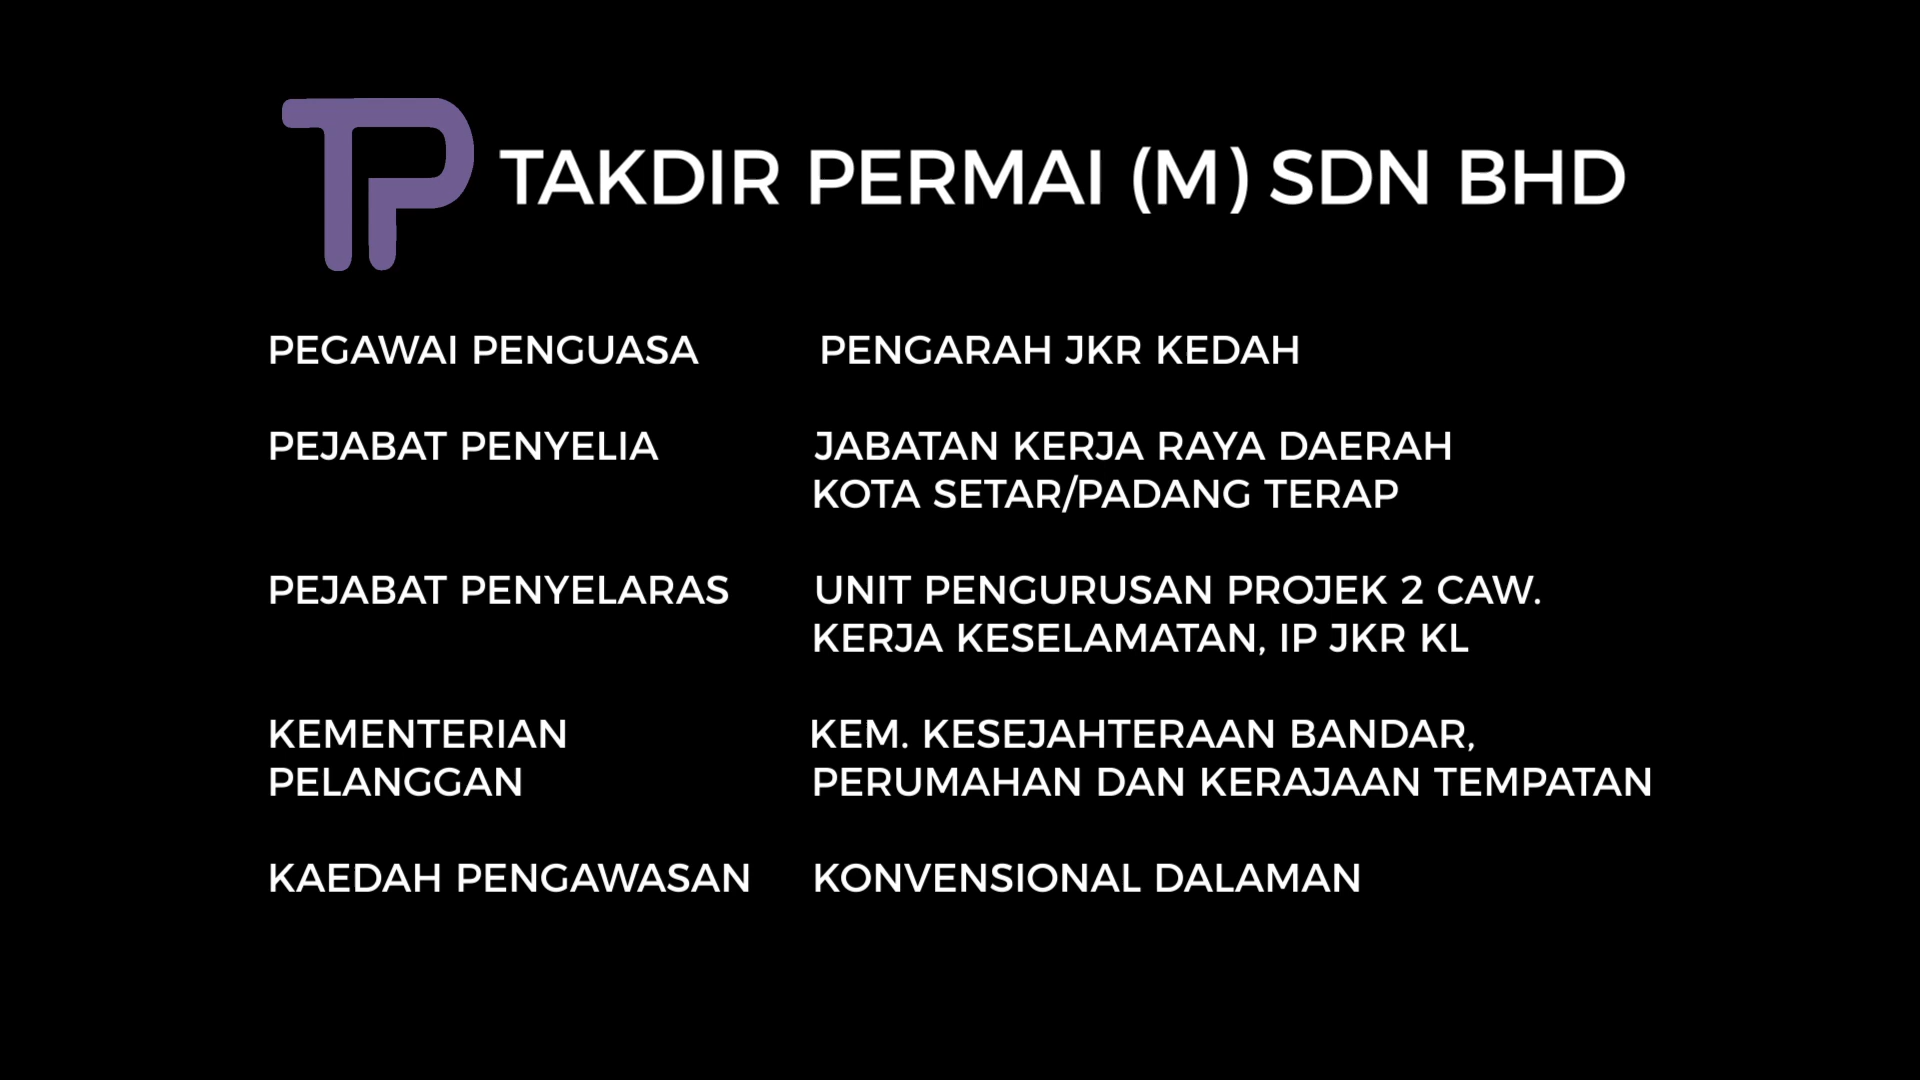 TP TAKDIR PERMAI (M) SDN BHD
PEGAWAI PENGUASA PENGARAH JKR KEDAH
PEJABAT PENYELIA JABATAN KERJA RAYA DAERAH
KOTA SETAR/PADANG TERAP
PEJABAT PENYELARAS UNIT PENGURUSAN PROJEK 2 CAW.
KERJA KESELAMATAN, IP JKR KL
KEMENTERIAN KEM. KESEJAHTERAAN BANDAR,
PELANGGAN PERUMAHAN DAN KERAJAAN TEMPATAN
KAEDAH PENGAWASAN KONVENSIONAL DALAMAN